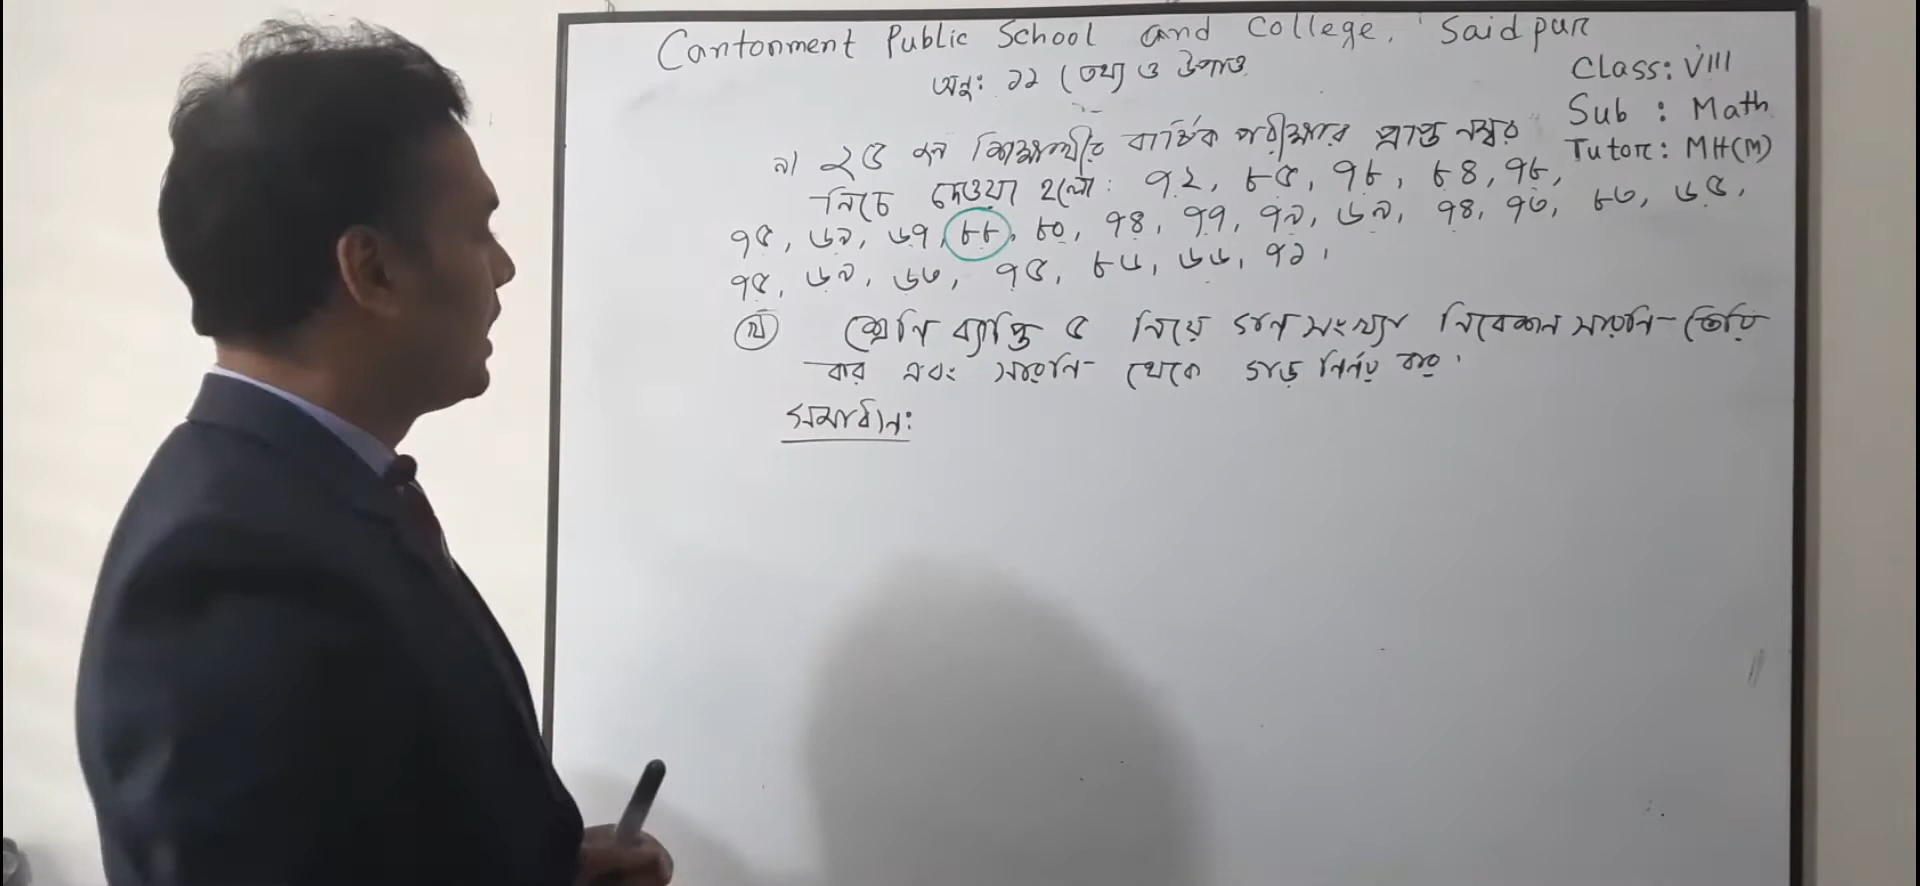 Cantonment Public School and College, Saidpur
অনু: ১১ (তথ্য ও উপাত্ত
Class: VIII
Sub : Math
Tutor: MH(M)
৯) ২৫ জন শিক্ষার্থীর বার্ষিক পরীক্ষার প্রাপ্ত নম্বর
নিচে দেওয়া হলো: ৭২, ৮৫, ৭৮, ৮৪, ৭৮,
৭৫, ৬৯, ৬৭, ৮৮, ৮০, ৭৪, ৭৭, ৭৯, ৬৯, ৭৪, ৭৩, ৮৩, ৬৫,
৭৫, ৬৯, ৬৩, ৭৫, ৮৬, ৬৬, ৭১।
শ্রেণি ব্যাপ্তি ৫ নিয়ে গণসংখ্যা নিবেশন সারণি তৈরি
কর এবং সারণি থেকে গড় নির্ণয় কর।
সমাধান: